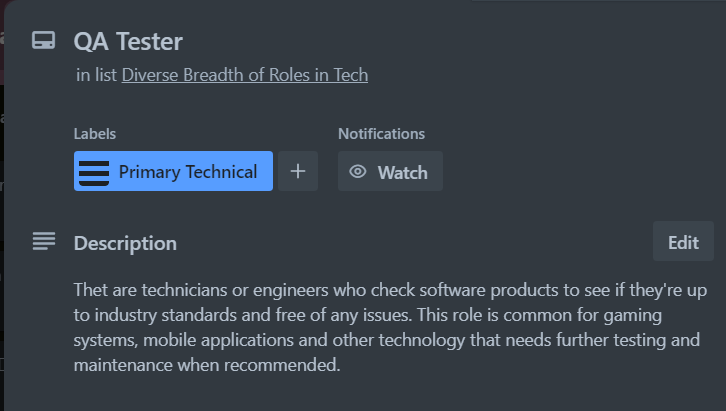 QA Tester
in list Diverse Breadth of Roles in Tech
Labels
Notifications
Primary Technical
+
Watch
Description
Edit
Thet are technicians or engineers who check software products to see if they're up
to industry standards and free of any issues. This role is common for gaming
systems, mobile applications and other technology that needs further testing and
maintenance when recommended.